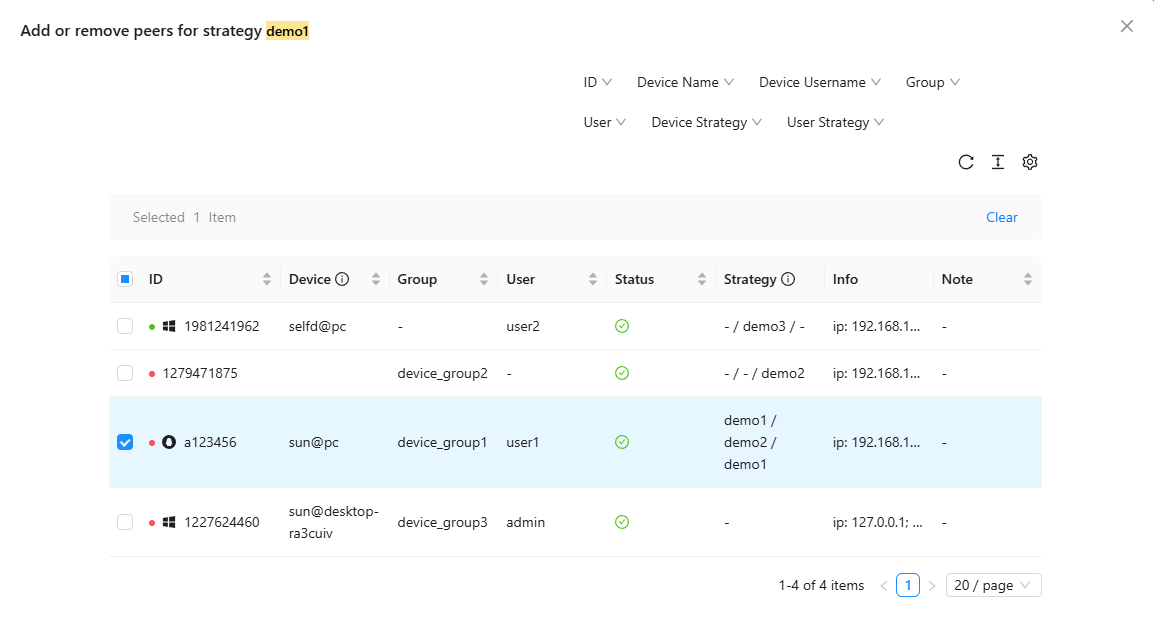 Add or remove peers for strategy demo1
ID Device Name Device Username Group
User Device Strategy User Strategy
Selected 1 Item Clear
ID Device Group User Status Strategy Info Note
1981241962 selfd@pc - user2 - / demo3 / - ip: 192.168.1... -
1279471875 device_group2 - - / - / demo2 ip: 192.168.1... -
demo1 /
a123456 sun@pc device_group1 user1 demo2 / ip: 192.168.1... -
demo1
sun@desktop-
1227624460 device_group3 admin - ip: 127.0.0.1; ... -
ra3cuiv
1-4 of 4 items < 1 > 20 / page